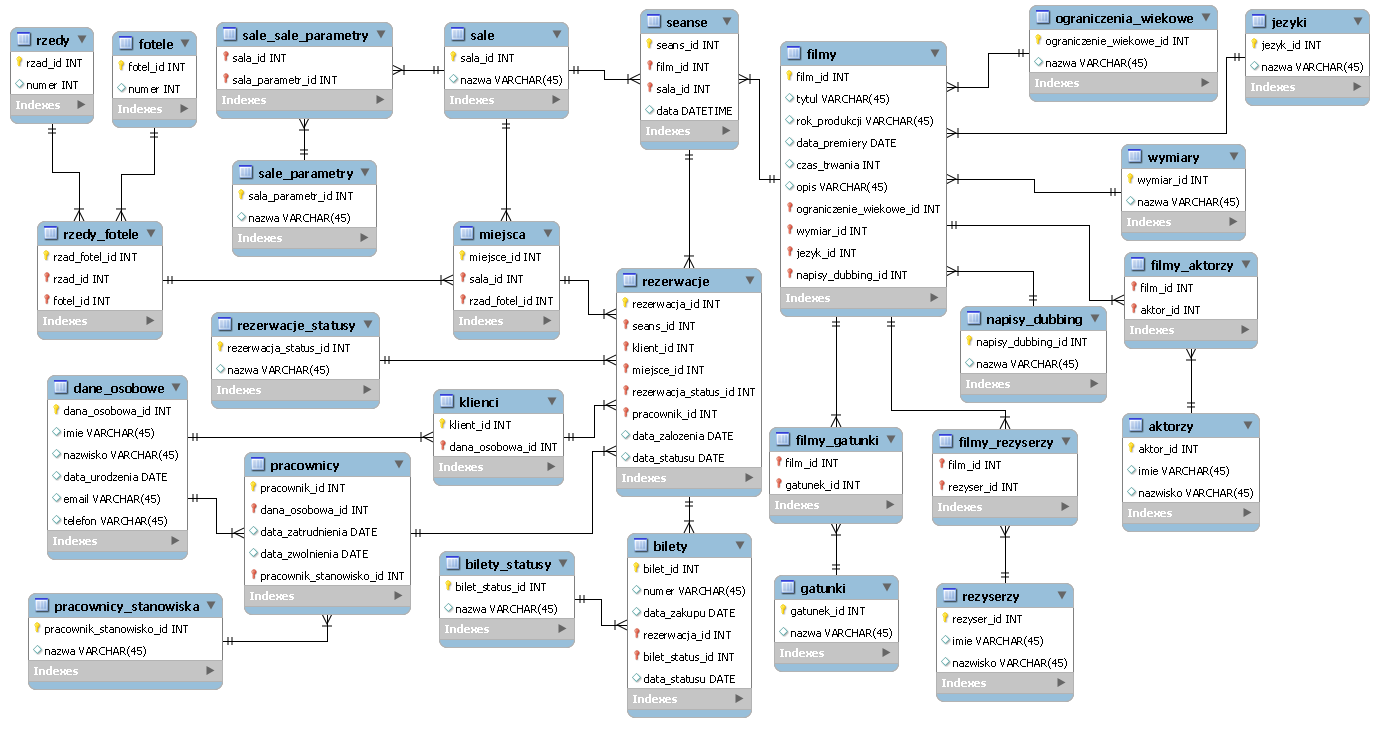 rzedy
rzad_id INT
numer INT
Indexes
fotele
fotel_id INT
numer INT
Indexes
sale_sale_parametry
sala_id INT
sala_parametr_id INT
Indexes
sale
sala_id INT
nazwa VARCHAR(45)
Indexes
seanse
seans_id INT
film_id INT
sala_id INT
data DATETIME
Indexes
filmy
film_id INT
tytul VARCHAR(45)
rok_produkcji VARCHAR(45)
data_premiery DATE
czas_trwania INT
opis VARCHAR(45)
ograniczenie_wiekowe_id INT
wymiar_id INT
jezyk_id INT
napisy_dubbing_id INT
Indexes
ograniczenia_wiekowe
ograniczenie_wiekowe_id INT
nazwa VARCHAR(45)
Indexes
jezyki
jezyk_id INT
nazwa VARCHAR(45)
Indexes
sale_parametry
sala_parametr_id INT
nazwa VARCHAR(45)
Indexes
wymiary
wymiar_id INT
nazwa VARCHAR(45)
Indexes
rzedy_fotele
rzad_fotel_id INT
rzad_id INT
fotel_id INT
Indexes
miejsca
miejsce_id INT
sala_id INT
rzad_fotel_id INT
Indexes
rezerwacje
rezerwacja_id INT
seans_id INT
klient_id INT
miejsce_id INT
rezerwacja_status_id INT
pracownik_id INT
data_zalozenia DATE
data_statusu DATE
Indexes
filmy_aktorzy
film_id INT
aktor_id INT
Indexes
rezerwacje_statusy
rezerwacja_status_id INT
nazwa VARCHAR(45)
Indexes
napisy_dubbing
napisy_dubbing_id INT
nazwa VARCHAR(45)
Indexes
dane_osobowe
dana_osobowa_id INT
imie VARCHAR(45)
nazwisko VARCHAR(45)
data_urodzenia DATE
email VARCHAR(45)
telefon VARCHAR(45)
Indexes
klienci
klient_id INT
dana_osobowa_id INT
Indexes
pracownicy
pracownik_id INT
dana_osobowa_id INT
data_zatrudnienia DATE
data_zwolnienia DATE
pracownik_stanowisko_id INT
Indexes
filmy_gatunki
film_id INT
gatunek_id INT
Indexes
filmy_rezyserzy
film_id INT
rezyser_id INT
Indexes
aktorzy
aktor_id INT
imie VARCHAR(45)
nazwisko VARCHAR(45)
Indexes
pracownicy_stanowiska
pracownik_stanowisko_id INT
nazwa VARCHAR(45)
Indexes
bilety_statusy
bilet_status_id INT
nazwa VARCHAR(45)
Indexes
bilety
bilet_id INT
numer VARCHAR(45)
data_zakupu DATE
rezerwacja_id INT
bilet_status_id INT
data_statusu DATE
Indexes
gatunki
gatunek_id INT
nazwa VARCHAR(45)
Indexes
rezyserzy
rezyser_id INT
imie VARCHAR(45)
nazwisko VARCHAR(45)
Indexes